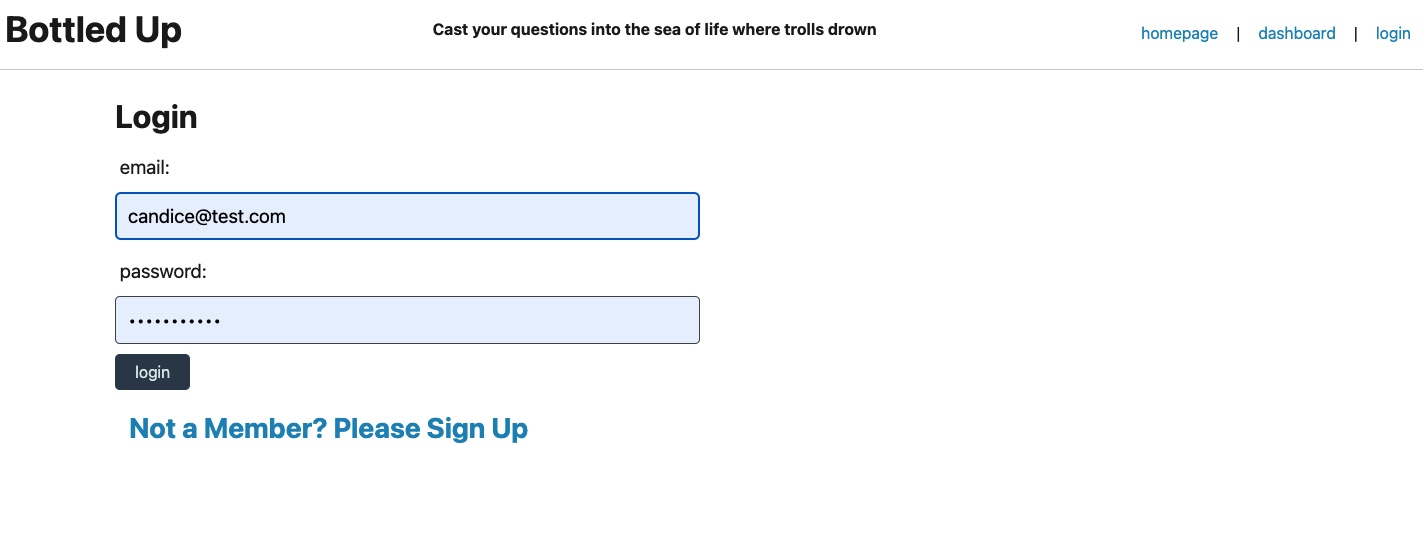 Bottled Up
Cast your questions into the sea of life where trolls drown
homepage | dashboard | login
Login
email:
candice@test.com
password:
•••••••••••
login
Not a Member? Please Sign Up